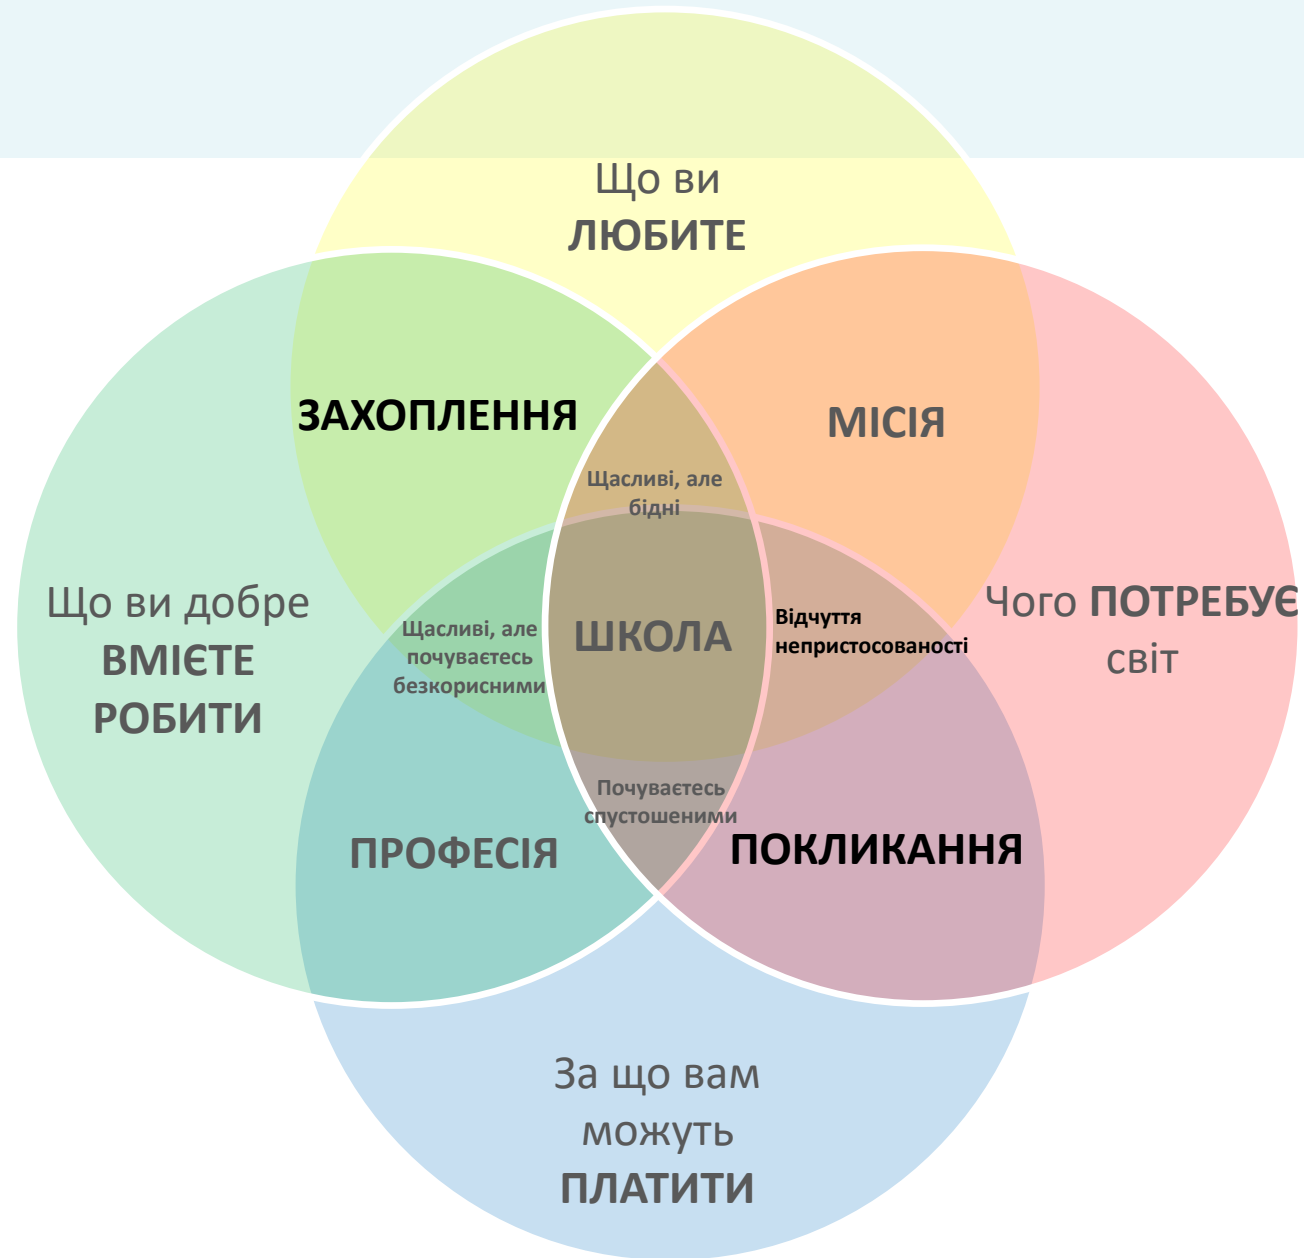 Що ви
ЛЮБИТЕ
ЗАХОПЛЕННЯ
МІСІЯ
Щасливі, але
бідні
Що ви добре
ВМІЄТЕ
РОБИТИ
Щасливі, але
почуваєтесь
безкорисними
ШКОЛА
Відчуття
непристосованості
Чого ПОТРЕБУЄ
світ
Почуваєтесь
спустошеними
ПРОФЕСІЯ
ПОКЛИКАННЯ
За що вам
можуть
ПЛАТИТИ